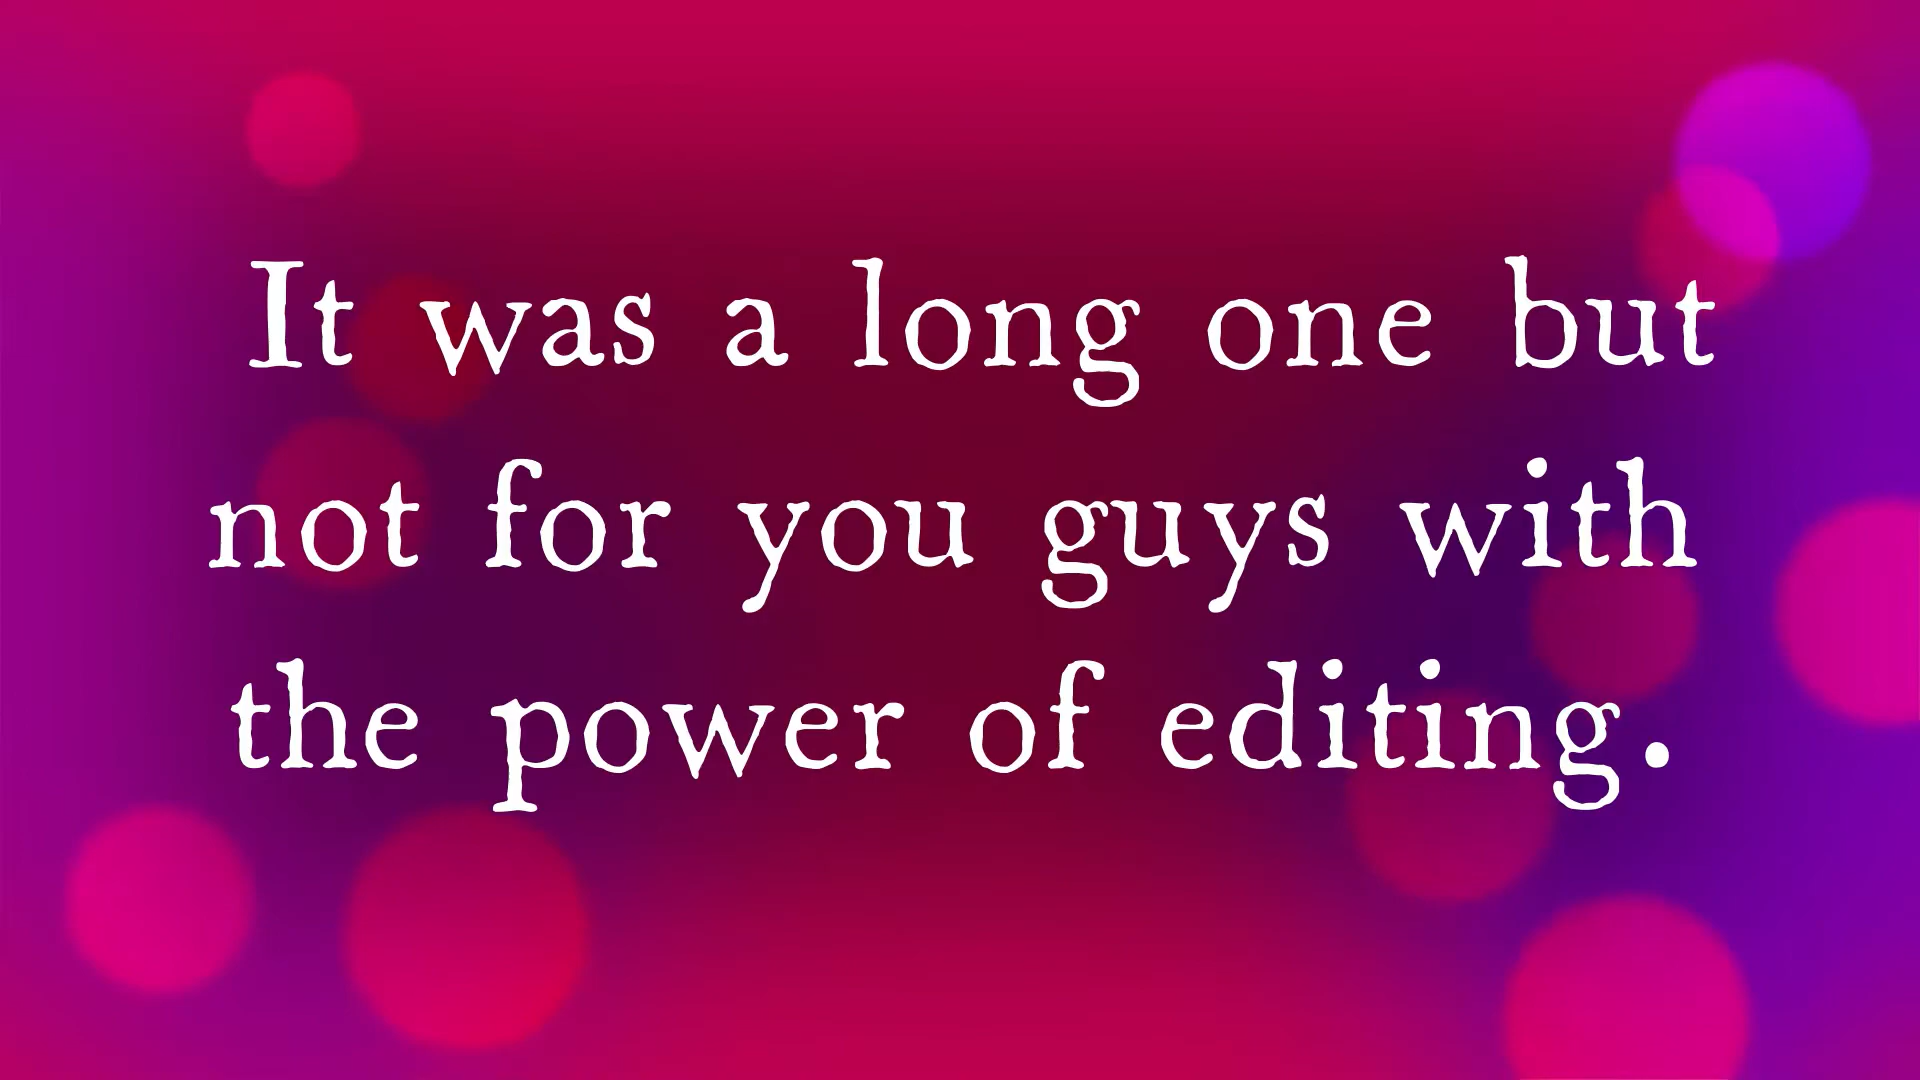 It was a long one but
not for you guys with
the power of editing.